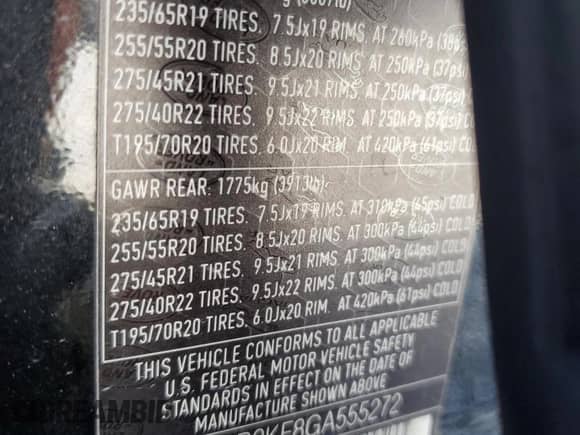 235/65R19 TIRES. 7.5Jx19 RIMS. AT 260kPa (38psi)
255/55R20 TIRES. 8.5Jx20 RIMS. AT 250kPa (37psi)
275/45R21 TIRES. 9.5Jx21 RIMS. AT 250kPa (37psi)
275/40R22 TIRES. 9.5Jx22 RIMS. AT 250kPa (37psi)
T195/70R20 TIRES. 6.0Jx20 RIM. AT 420kPa (61psi) COLD
GAWR REAR. 1775kg (3913lb)
235/65R19 TIRES. 7.5Jx19 RIMS. AT 310kPa (45psi) COLD
255/55R20 TIRES. 8.5Jx20 RIMS. AT 300kPa (44psi) COLD
275/45R21 TIRES. 9.5Jx21 RIMS. AT 300kPa (44psi) COLD
275/40R22 TIRES. 9.5Jx22 RIMS. AT 300kPa (44psi) COLD
T195/70R20 TIRES. 6.0Jx20 RIM. AT 420kPa (61psi) COLD
THIS VEHICLE CONFORMS TO ALL APPLICABLE
U.S. FEDERAL MOTOR VEHICLE SAFETY
STANDARDS IN EFFECT ON THE DATE OF
MANUFACTURE SHOWN ABOVE
GA555272